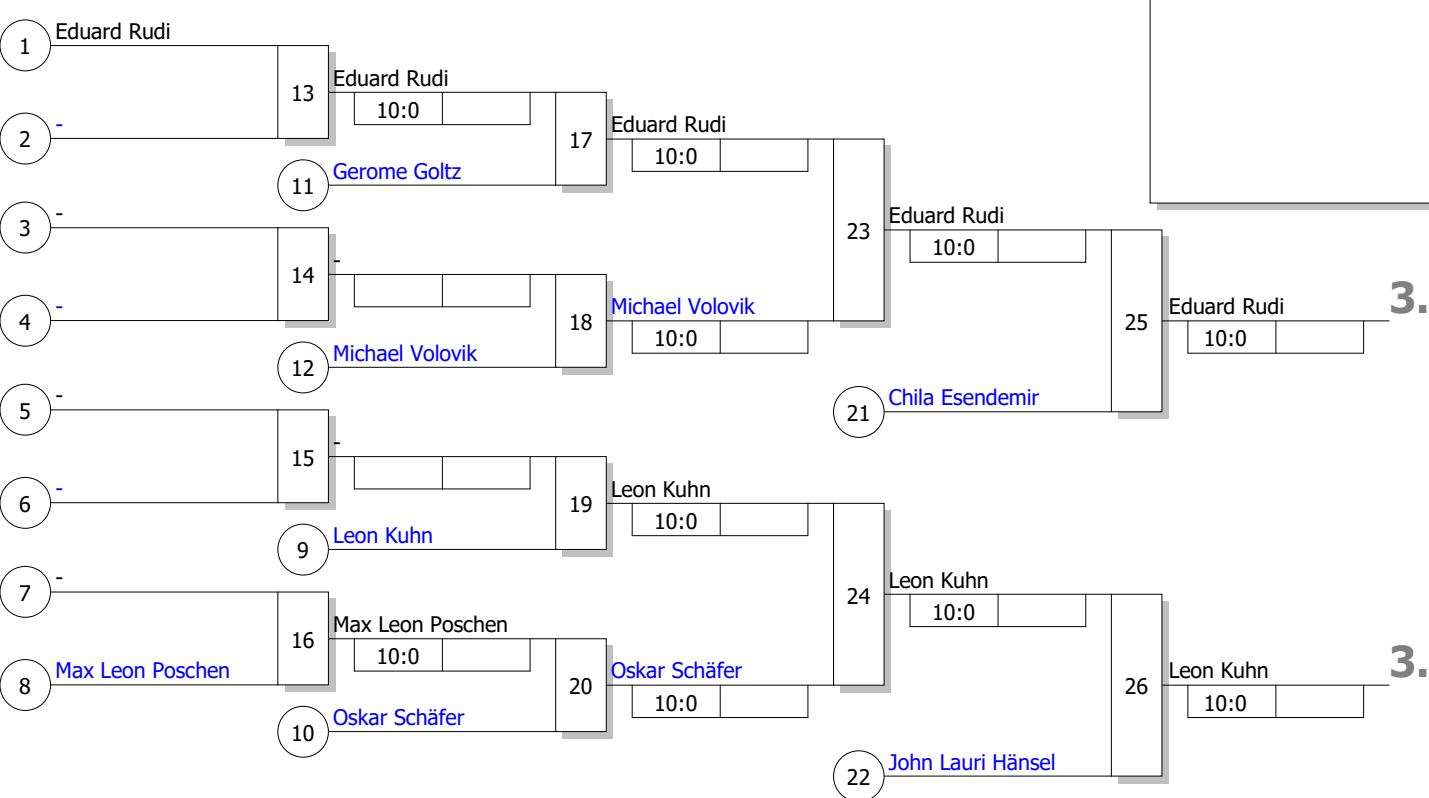 1 Eduard Rudi
13 Eduard Rudi
10:0
2 -
17 Eduard Rudi
10:0
11 Gerome Goltz
3 -
23 Eduard Rudi
10:0
14 -
4 -
18 Michael Volovik
10:0
12 Michael Volovik
25 Eduard Rudi 3.
10:0
21 Chila Esendemir
5 -
15 -
6 -
19 Leon Kuhn
10:0
9 Leon Kuhn
7 -
24 Leon Kuhn
10:0
16 Max Leon Poschen
10:0
8 Max Leon Poschen
20 Oskar Schäfer
10:0
10 Oskar Schäfer
26 Leon Kuhn 3.
10:0
22 John Lauri Hänsel